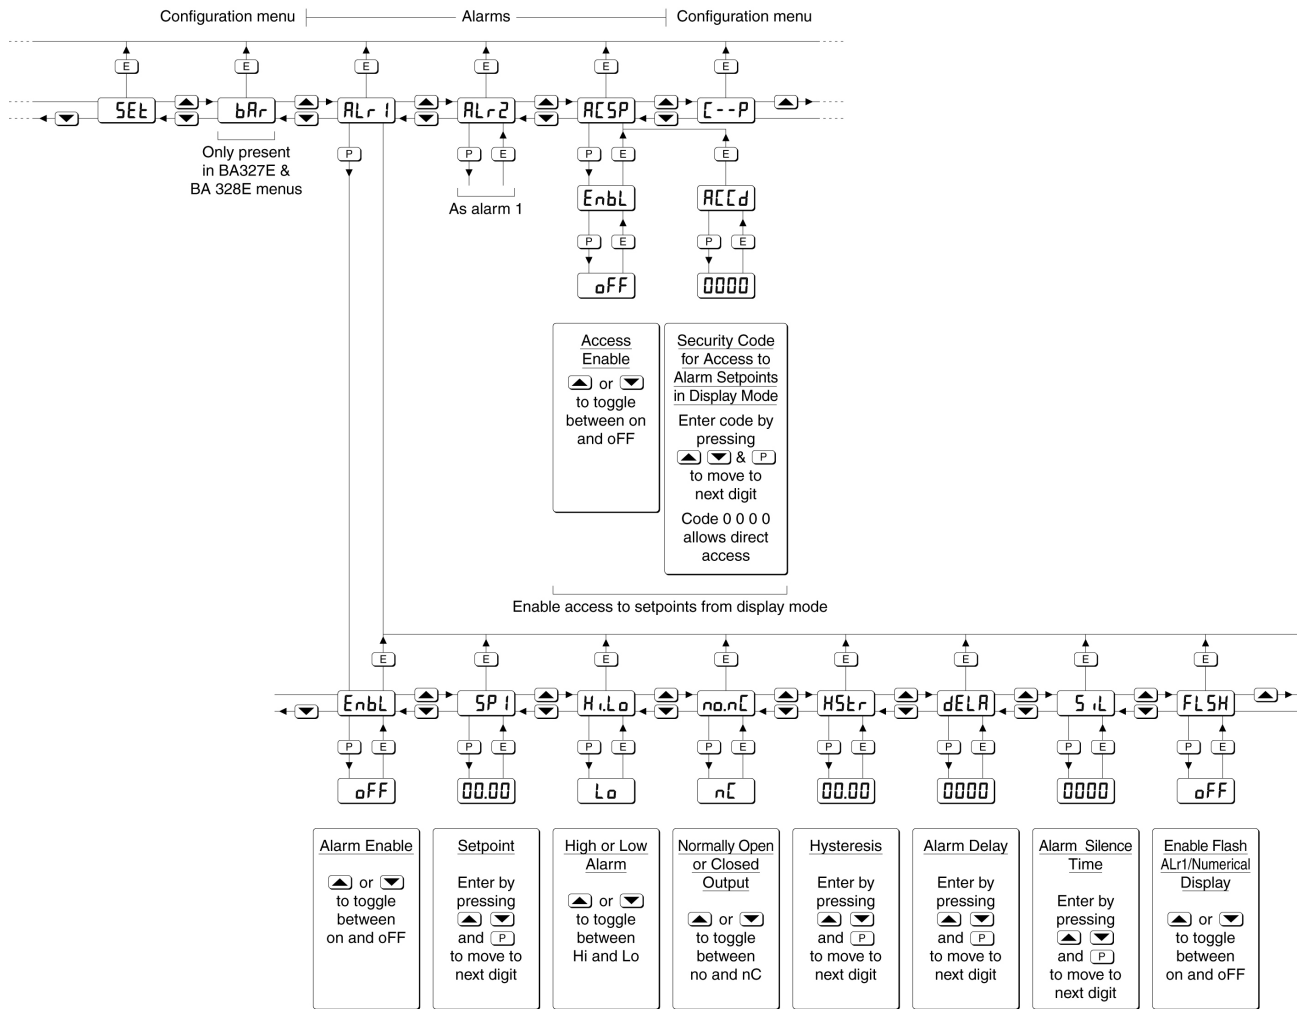 Configuration menu
Alarms
Configuration menu
E E E E E E
SEt bAr ALr1 ALr2 ACSP C--P
Only present
in BA327E &
BA 328E menus
P
P E
As alarm 1
P E E
EnbL ACCd
P E P E
oFF 0000
Access
Enable
or
to toggle
between on
and oFF
Security Code
for Access to
Alarm Setpoints
in Display Mode
Enter code by
pressing
& P
to move to
next digit
Code 0 0 0 0
allows direct
access
Enable access to setpoints from display mode
E E E E E E E E
EnbL SP1 Hi.Lo no.nC HStr dELA SiL FLSH
P E P E P E P E P E P E P E P E
oFF 00.00 Lo nC 00.00 0000 0000 oFF
Alarm Enable
or
to toggle
between
on and oFF
Setpoint
Enter by
pressing
and P
to move to
next digit
High or Low
Alarm
or
to toggle
between
Hi and Lo
Normally Open
or Closed
Output
or
to toggle
between
no and nC
Hysteresis
Enter by
pressing
and P
to move to
next digit
Alarm Delay
Enter by
pressing
and P
to move to
next digit
Alarm Silence
Time
Enter by
pressing
and P
to move to
next digit
Enable Flash
ALr1/Numerical
Display
or
to toggle
between
on and oFF